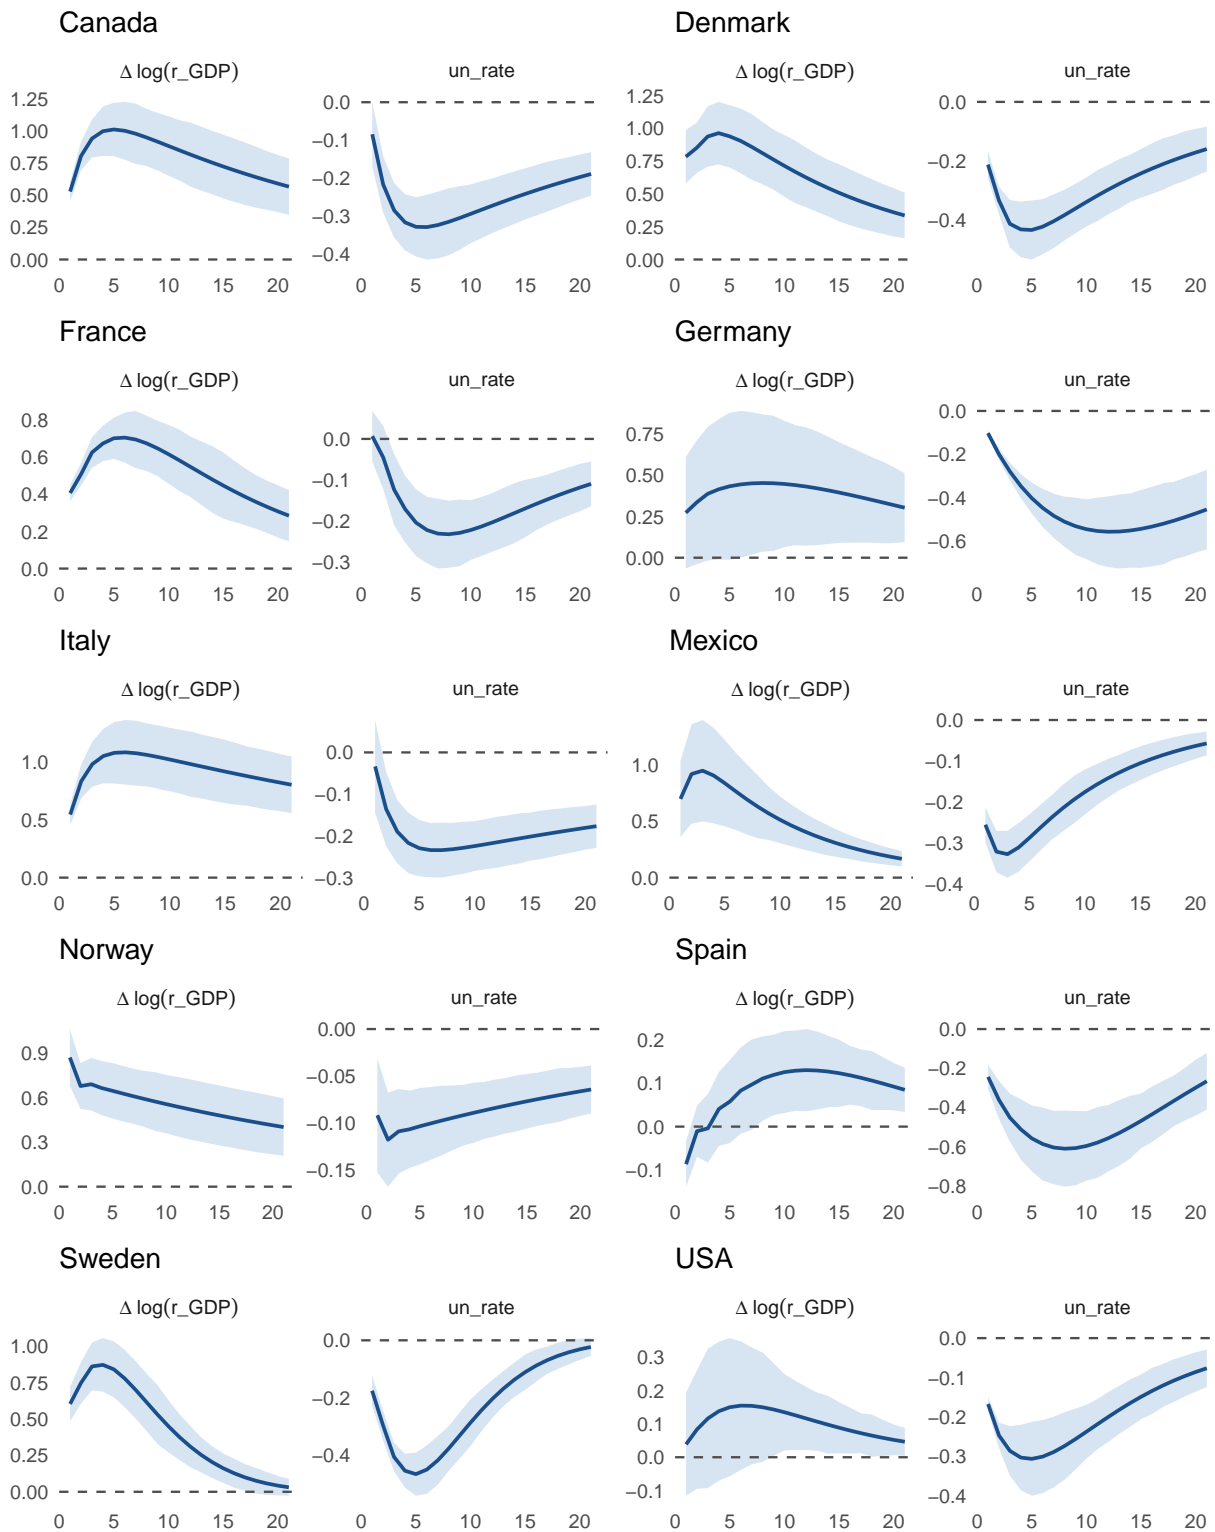 Canada
Δ log(r_GDP)
1.25
1.00
0.75
0.50
0.25
0.00
0 5 10 15 20
un_rate
0.0
−0.1
−0.2
−0.3
−0.4
0 5 10 15 20
Denmark
Δ log(r_GDP)
1.25
1.00
0.75
0.50
0.25
0.00
0 5 10 15 20
un_rate
0.0
−0.2
−0.4
0 5 10 15 20
France
Δ log(r_GDP)
0.8
0.6
0.4
0.2
0.0
0 5 10 15 20
un_rate
0.0
−0.1
−0.2
−0.3
0 5 10 15 20
Germany
Δ log(r_GDP)
0.75
0.50
0.25
0.00
0 5 10 15 20
un_rate
0.0
−0.2
−0.4
−0.6
0 5 10 15 20
Italy
Δ log(r_GDP)
1.0
0.5
0.0
0 5 10 15 20
un_rate
0.0
−0.1
−0.2
−0.3
0 5 10 15 20
Mexico
Δ log(r_GDP)
1.0
0.5
0.0
0 5 10 15 20
un_rate
0.0
−0.1
−0.2
−0.3
−0.4
0 5 10 15 20
Norway
Δ log(r_GDP)
0.9
0.6
0.3
0.0
0 5 10 15 20
un_rate
0.00
−0.05
−0.10
−0.15
0 5 10 15 20
Spain
Δ log(r_GDP)
0.2
0.1
0.0
−0.1
0 5 10 15 20
un_rate
0.0
−0.2
−0.4
−0.6
−0.8
0 5 10 15 20
Sweden
Δ log(r_GDP)
1.00
0.75
0.50
0.25
0.00
0 5 10 15 20
un_rate
0.0
−0.2
−0.4
0 5 10 15 20
USA
Δ log(r_GDP)
0.3
0.2
0.1
0.0
−0.1
0 5 10 15 20
un_rate
0.0
−0.1
−0.2
−0.3
−0.4
0 5 10 15 20